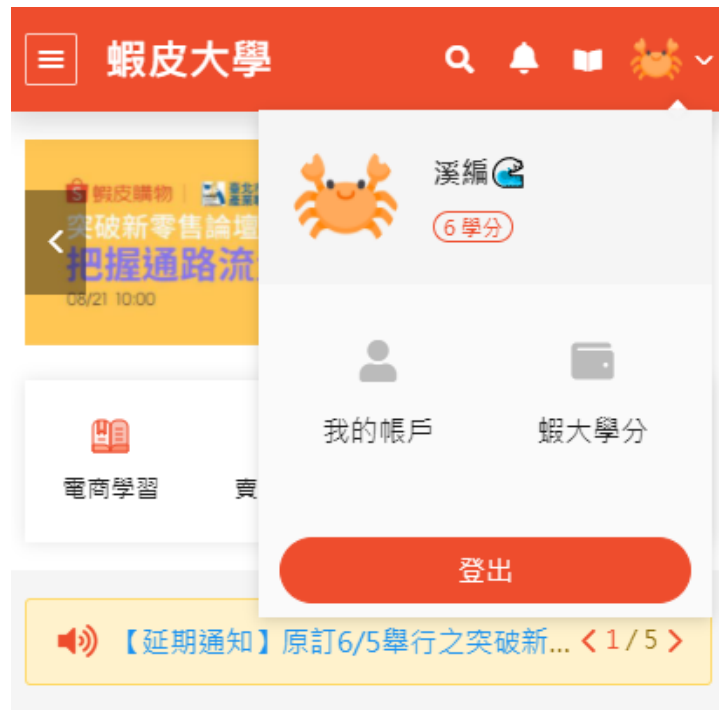 蝦皮大學
溪編
6 學分
蝦皮購物
突破新零售論壇
把握通路流
08/21 10:00
我的帳戶
蝦大學分
電商學習
賣
登出
【延期通知】原訂6/5舉行之突破新... 1 / 5